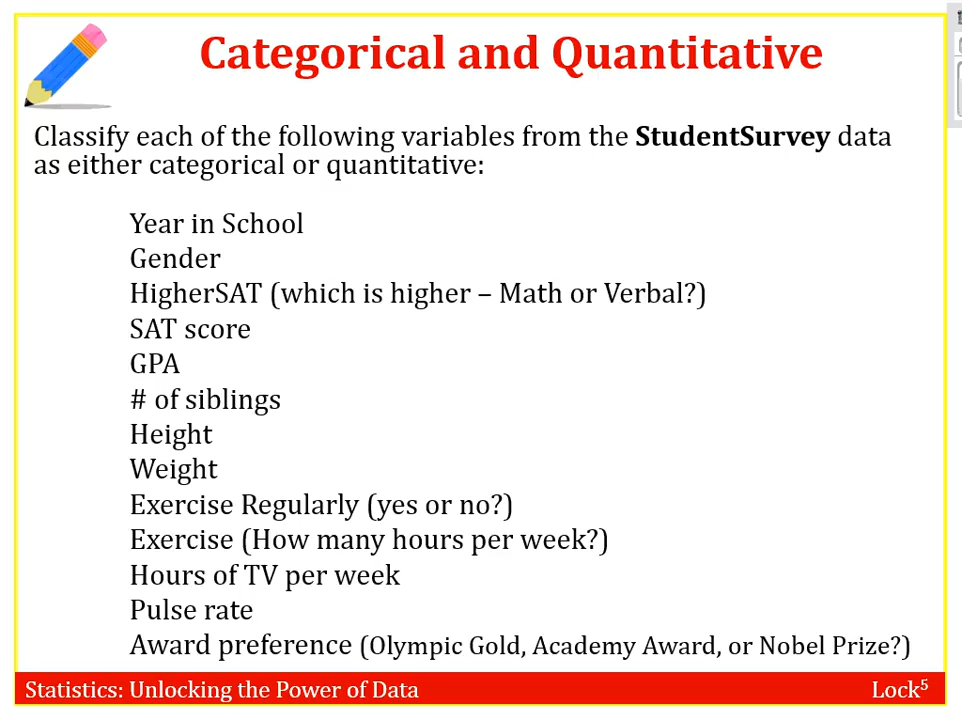 Categorical and Quantitative
Classify each of the following variables from the StudentSurvey data
as either categorical or quantitative:
Year in School
Gender
HigherSAT (which is higher – Math or Verbal?)
SAT score
GPA
# of siblings
Height
Weight
Exercise Regularly (yes or no?)
Exercise (How many hours per week?)
Hours of TV per week
Pulse rate
Award preference (Olympic Gold, Academy Award, or Nobel Prize?)
Statistics: Unlocking the Power of Data
Lock⁵